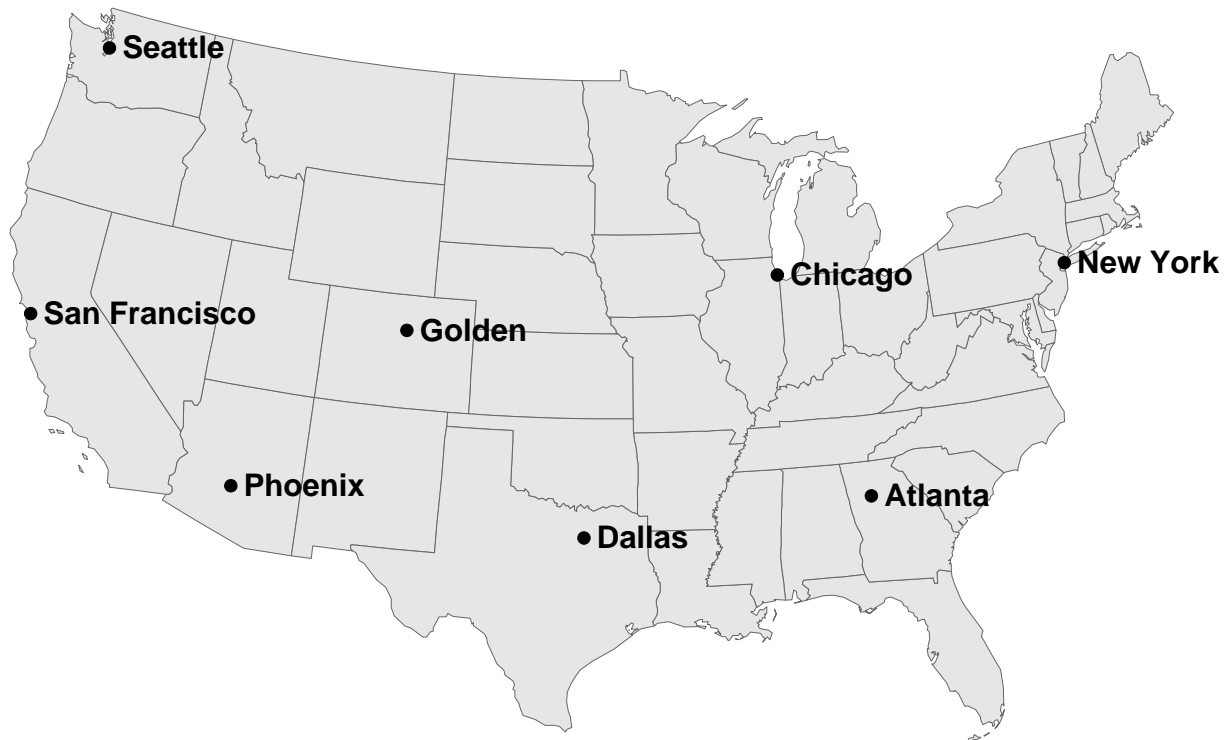 Seattle
New York
Chicago
San Francisco
Golden
Phoenix
Atlanta
Dallas